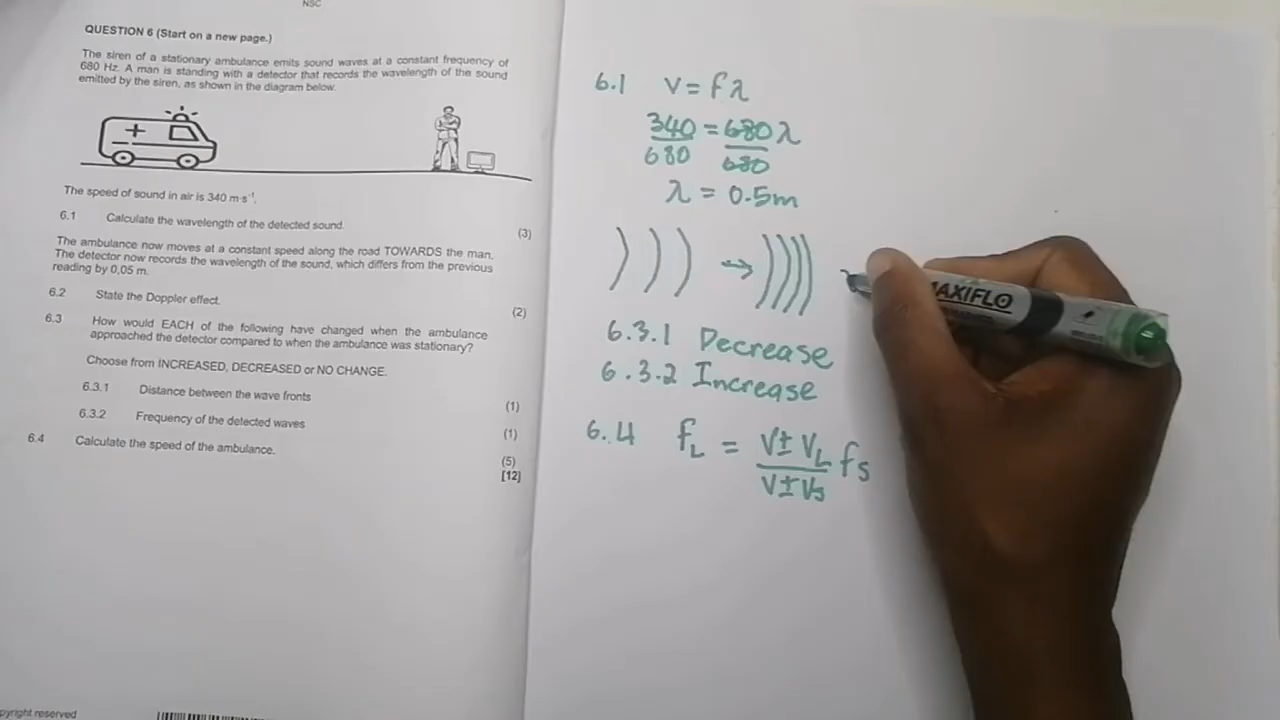 NSC
QUESTION 6 (Start on a new page.)
The siren of a stationary ambulance emits sound waves at a constant frequency of
680 Hz. A man is standing with a detector that records the wavelength of the sound
emitted by the siren, as shown in the diagram below.
The speed of sound in air is 340 m·s⁻¹.
6.1 Calculate the wavelength of the detected sound. (3)
The ambulance now moves at a constant speed along the road TOWARDS the man.
The detector now records the wavelength of the sound, which differs from the previous
reading by 0,05 m.
6.2 State the Doppler effect. (2)
6.3 How would EACH of the following have changed when the ambulance
approached the detector compared to when the ambulance was stationary?
Choose from INCREASED, DECREASED or NO CHANGE.
6.3.1 Distance between the wave fronts (1)
6.3.2 Frequency of the detected waves (1)
6.4 Calculate the speed of the ambulance. (5)
[12]
pyright reserved
6.1 v = fλ
340 = 680 λ
680 680
λ = 0.5m
6.3.1 Decrease
6.3.2 Increase
6.4 fL = V± VL fs
V± Vs
MAXIFLO